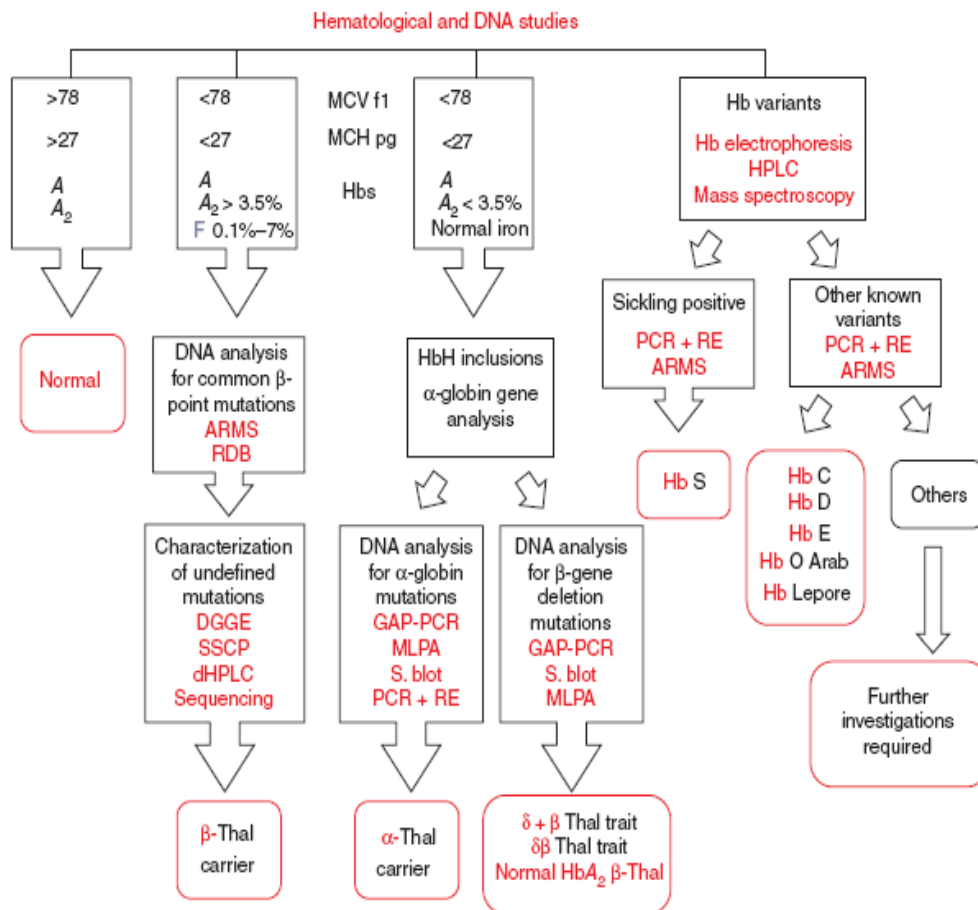 Hematological and DNA studies
>78
>27
A
A₂
<78
<27
A
A₂ > 3.5%
F 0.1%–7%
MCV f1
MCH pg
Hbs
<78
<27
A
A₂ < 3.5%
Normal iron
Hb variants
Hb electrophoresis
HPLC
Mass spectroscopy
Normal
DNA analysis
for common β-
point mutations
ARMS
RDB
HbH inclusions
α-globin gene
analysis
Sickling positive
PCR + RE
ARMS
Other known
variants
PCR + RE
ARMS
Hb S
Hb C
Hb D
Hb E
Hb O Arab
Hb Lepore
Others
Characterization
of undefined
mutations
DGGE
SSCP
dHPLC
Sequencing
DNA analysis
for α-globin
mutations
GAP-PCR
MLPA
S. blot
PCR + RE
DNA analysis
for β-gene
deletion
mutations
GAP-PCR
S. blot
MLPA
Further
investigations
required
β-Thal
carrier
α-Thal
carrier
δ + β Thal trait
δβ Thal trait
Normal HbA₂ β-Thal